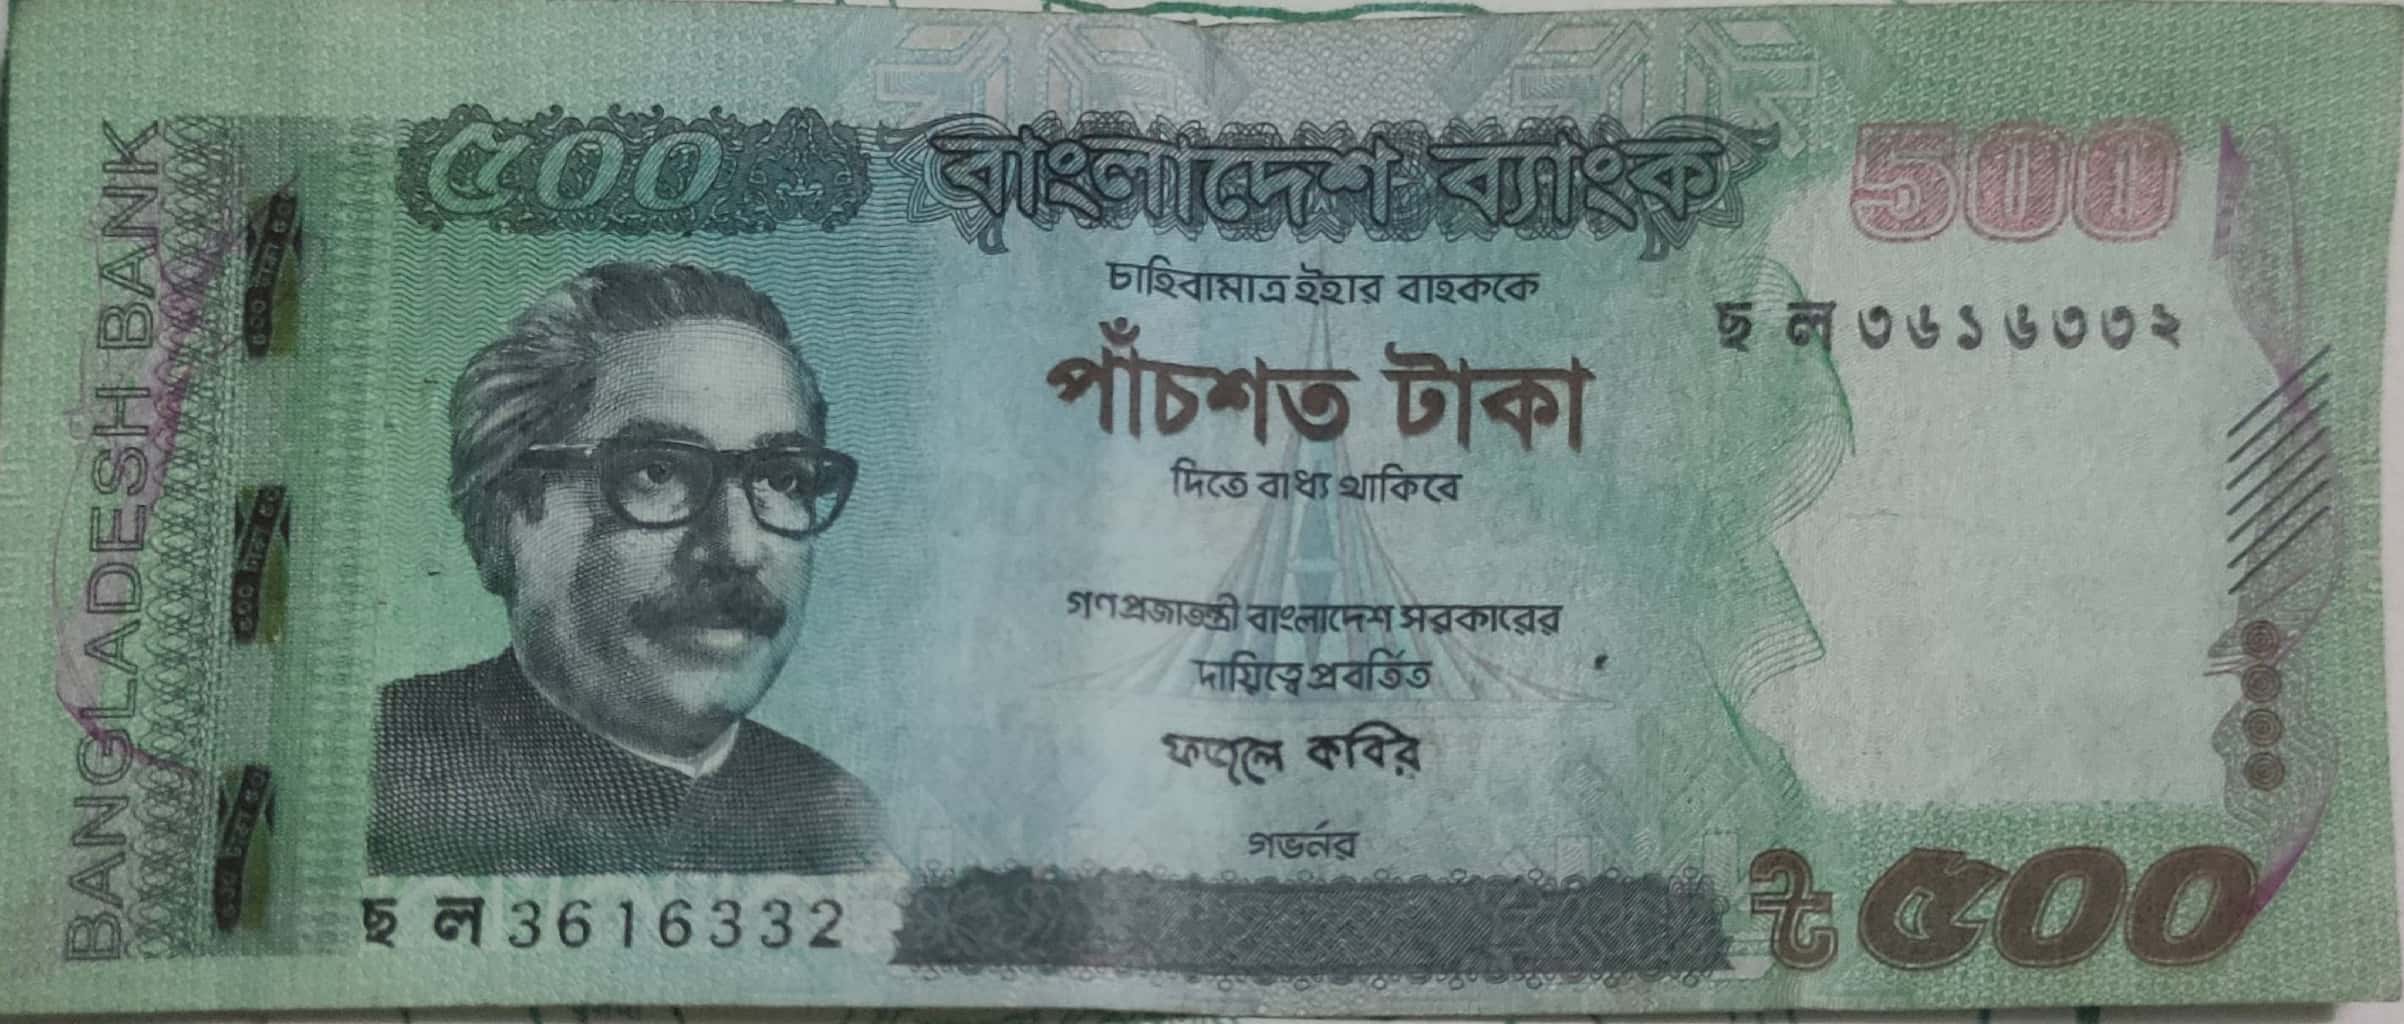 BANGLADESH BANK
৫০০
বাংলাদেশ ব্যাংক
500
চাহিবামাত্র ইহার বাহককে
ছ ল ৩৬১৬৩৩২
পাঁচশত টাকা
দিতে বাধ্য থাকিবে
গণপ্রজাতন্ত্রী বাংলাদেশ সরকারের
দায়িত্বে প্রবর্তিত
ফজলে কবির
গভর্নর
ছ ল 3616332
৳ ৫০০